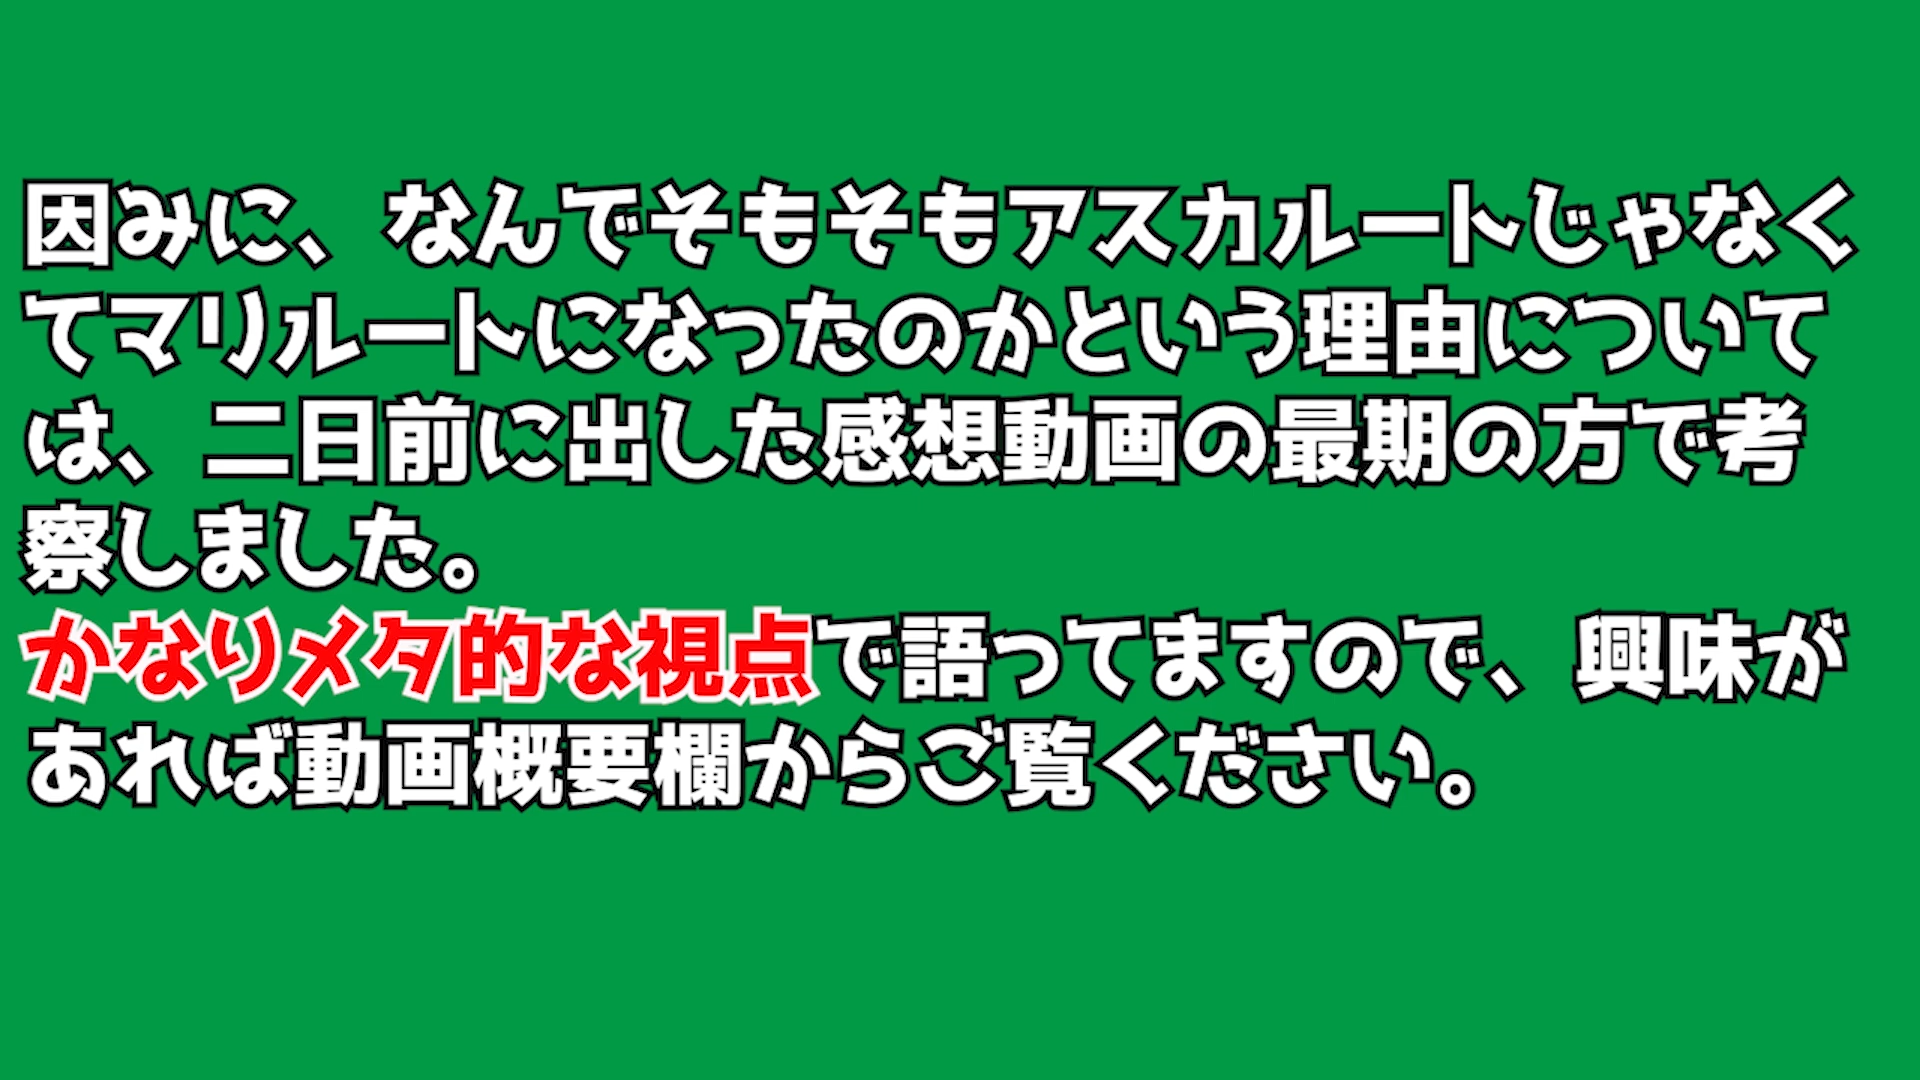 因みに、なんでそもそもアスカルートじゃなく
てマリルートになったのかという理由について
は、二日前に出した感想動画の最期の方で考
察しました。
かなりメタ的な視点で語ってますので、興味が
あれば動画概要欄からご覧ください。